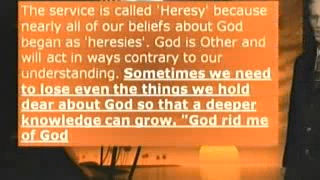 The service is called 'Heresy' because
nearly all of our beliefs about God
began as 'heresies'. God is Other and
will act in ways contrary to our
understanding. Sometimes we need
to lose even the things we hold
dear about God so that a deeper
knowledge can grow. "God rid me
of God